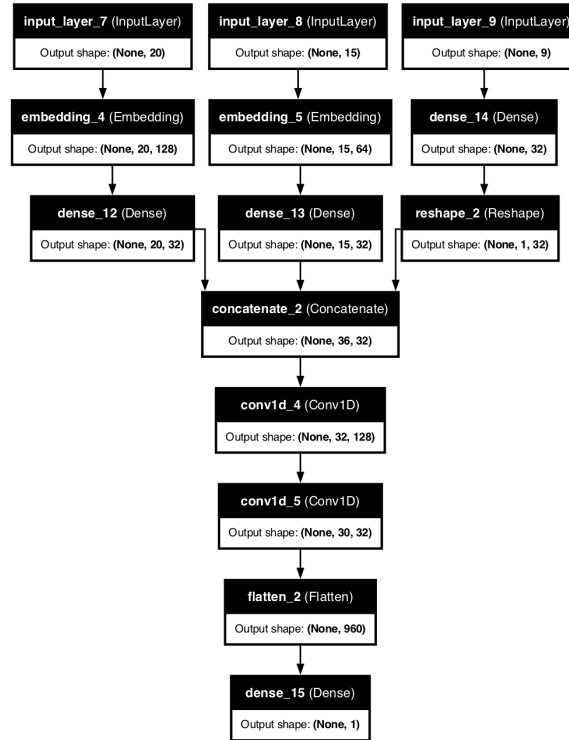 input_layer_7 (InputLayer)
Output shape: (None, 20)
input_layer_8 (InputLayer)
Output shape: (None, 15)
input_layer_9 (InputLayer)
Output shape: (None, 9)
embedding_4 (Embedding)
Output shape: (None, 20, 128)
embedding_5 (Embedding)
Output shape: (None, 15, 64)
dense_14 (Dense)
Output shape: (None, 32)
dense_12 (Dense)
Output shape: (None, 20, 32)
dense_13 (Dense)
Output shape: (None, 15, 32)
reshape_2 (Reshape)
Output shape: (None, 1, 32)
concatenate_2 (Concatenate)
Output shape: (None, 36, 32)
conv1d_4 (Conv1D)
Output shape: (None, 32, 128)
conv1d_5 (Conv1D)
Output shape: (None, 30, 32)
flatten_2 (Flatten)
Output shape: (None, 960)
dense_15 (Dense)
Output shape: (None, 1)